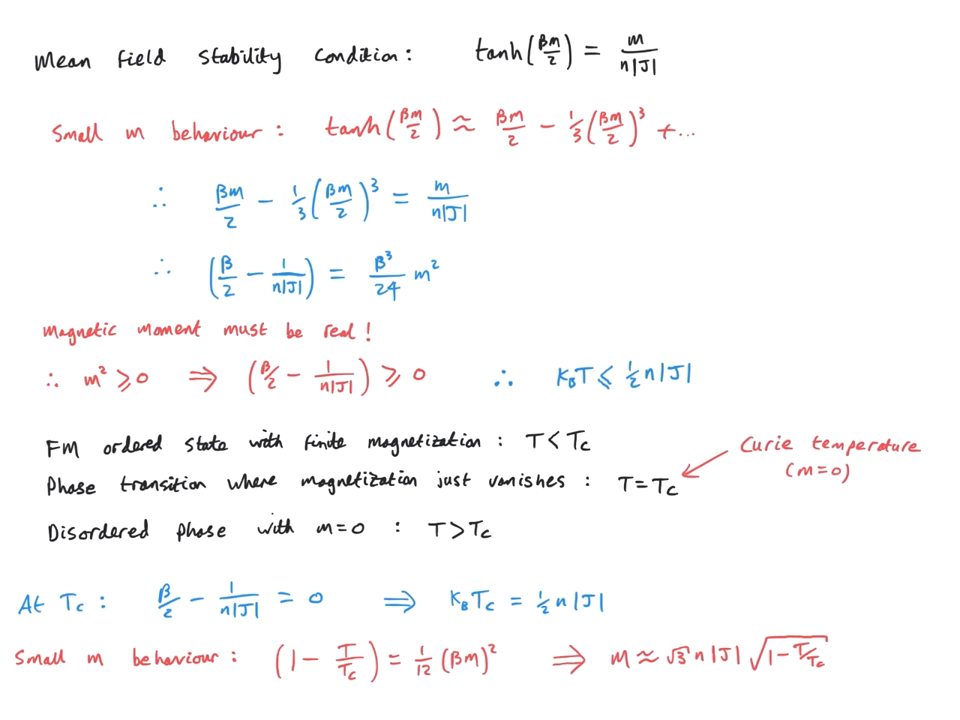 Mean Field Stability Condition: tanh(βm/2) = m/n|J|
Small m behaviour: tanh(βm/2) ≈ βm/2 − 1/3(βm/2)³ + ...
∴ βm/2 − 1/3(βm/2)³ = m/n|J|
∴ (β/2 − 1/n|J|) = β³/24 m²
Magnetic moment must be real!
∴ m² ⩾ 0 ⇒ (β/2 − 1/n|J|) ⩾ 0 ∴ KBT ⩽ ½n|J|
FM ordered state with finite magnetization: T < Tc
Curie temperature
(m=0)
Phase transition where magnetization just vanishes: T = Tc
Disordered phase with m=0 : T > Tc
At Tc: β/2 − 1/n|J| = 0 ⇒ KBTc = ½n|J|
Small m behaviour: (1 − T/Tc) = 1/12 (βm)² ⇒ m ≈ √3 n|J| √(1 − T/Tc)